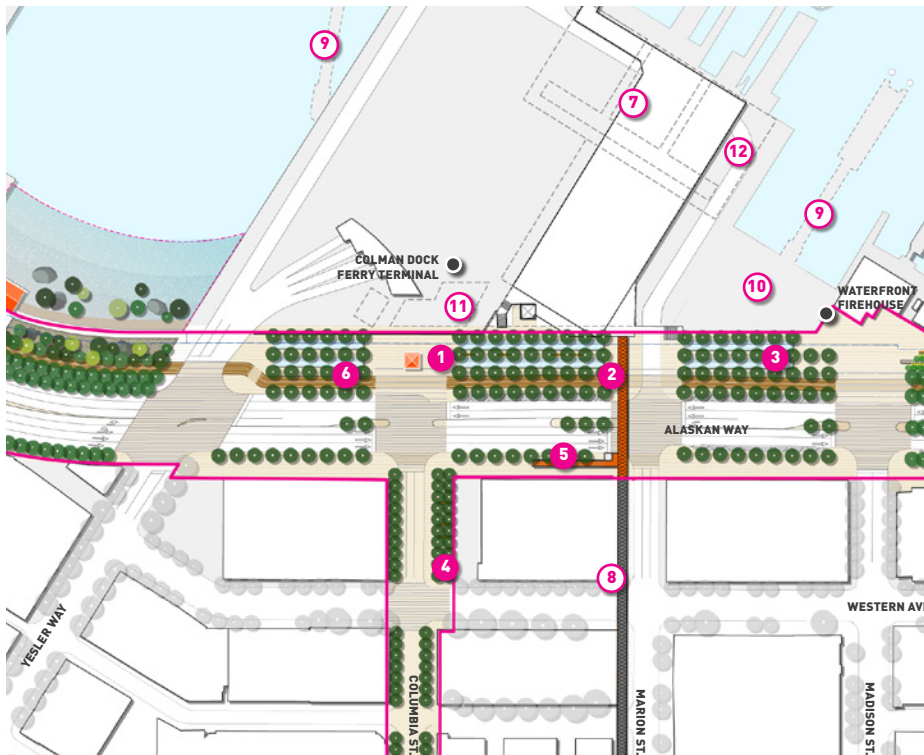 9
7
12
9
COLMAN DOCK
FERRY TERMINAL
10
WATERFRONT
FIREHOUSE
11
1
3
6
2
ALASKAN WAY
5
4
8
WESTERN AV
YESLER WAY
COLUMBIA ST.
MARION ST.
MADISON ST.